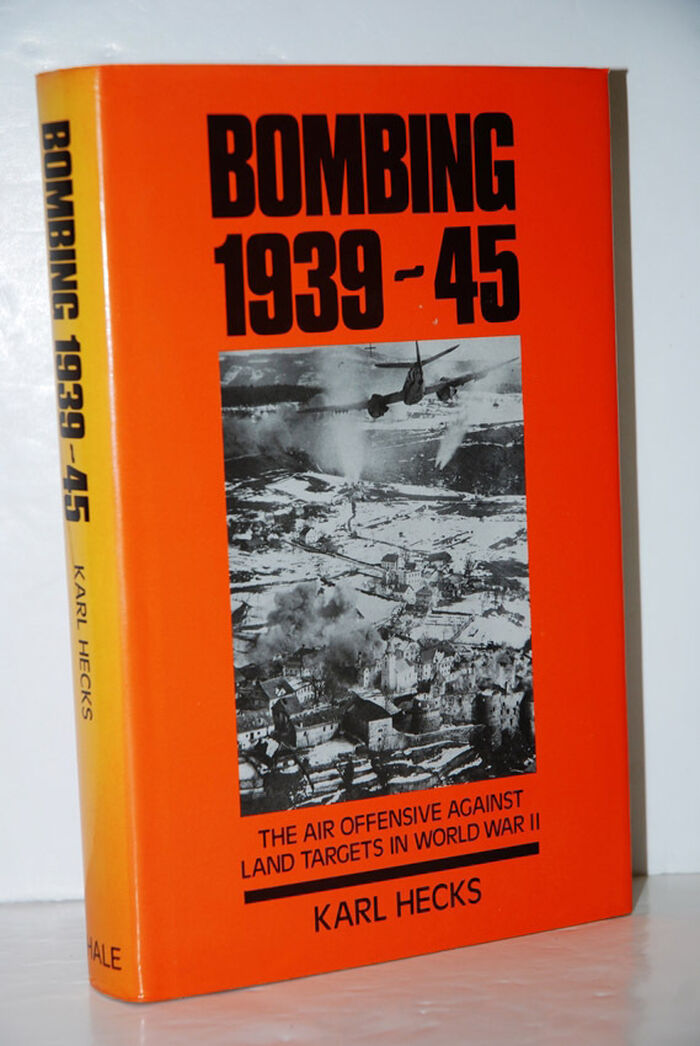 BOMBING 1939-45
KARL HECKS
HALE
BOMBING
1939-45
THE AIR OFFENSIVE AGAINST
LAND TARGETS IN WORLD WAR II
KARL HECKS